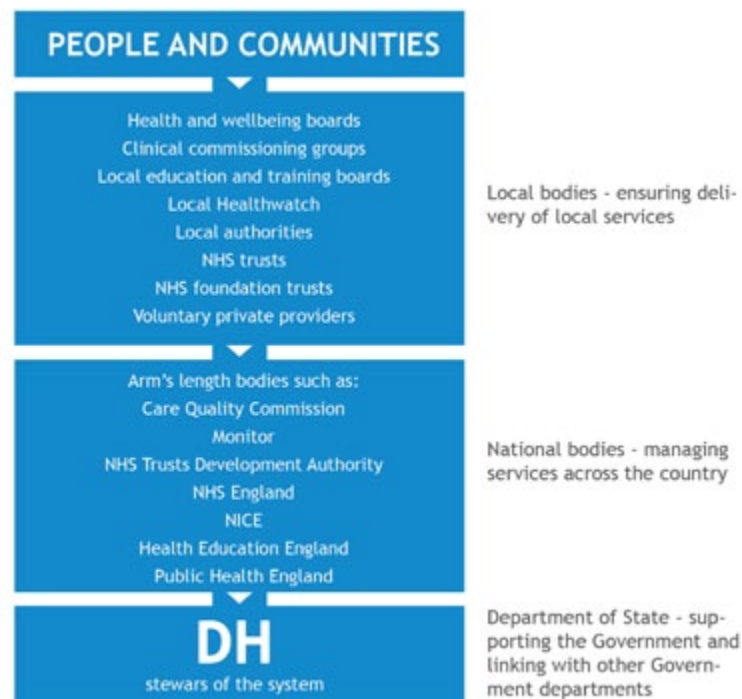 PEOPLE AND COMMUNITIES
Health and wellbeing boards
Clinical commissioning groups
Local education and training boards
Local Healthwatch
Local authorities
NHS trusts
NHS foundation trusts
Voluntary private providers
Local bodies - ensuring deli-
very of local services
Arm's length bodies such as:
Care Quality Commission
Monitor
NHS Trusts Development Authority
NHS England
NICE
Health Education England
Public Health England
National bodies - managing
services across the country
DH
stewars of the system
Department of State - sup-
porting the Government and
linking with other Govern-
ment departments